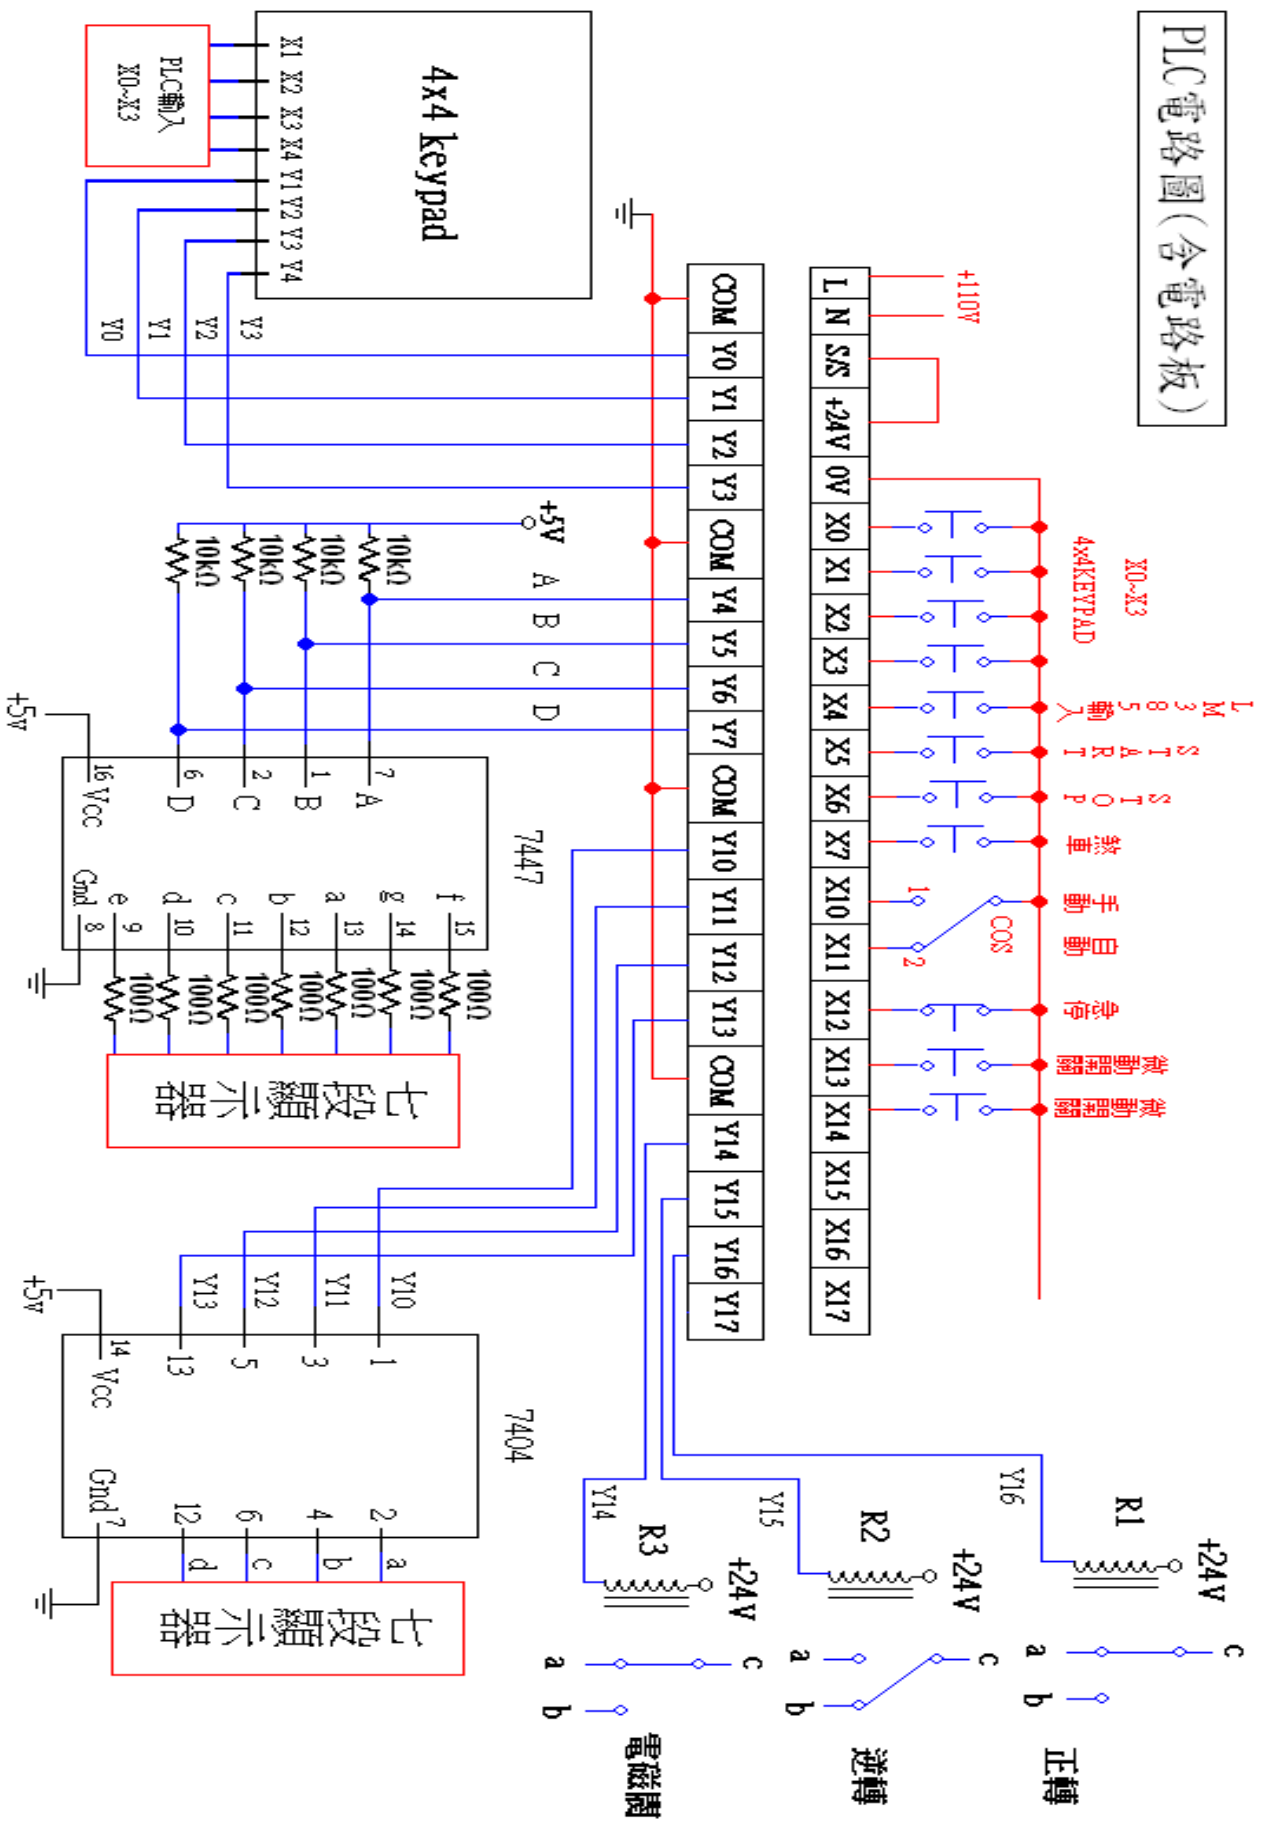 PLC電路圖(含電路板)
X0~X3
4x4KEYPAD
LM385輸入
START
STOP
煞車
手動
自動
急停
微動開關
微動開關
+110V
COS
1
2
L N S/S +24V 0V X0 X1 X2 X3 X4 X5 X6 X7 X10 X11 X12 X13 X14 X15 X16 X17
COM Y0 Y1 Y2 Y3 COM Y4 Y5 Y6 Y7 COM Y10 Y11 Y12 Y13 COM Y14 Y15 Y16 Y17
4x4 keypad
X1 X2 X3 X4 Y1 Y2 Y3 Y4
PLC輸入
X0~X3
Y3
Y2
Y1
Y0
+5V
A B C D
10kΩ
10kΩ
10kΩ
10kΩ
7447
7 A
1 B
2 C
6 D
16 Vcc
+5v
f 15
g 14
a 13
b 12
c 11
d 10
e 9
Gnd 8
100Ω
100Ω
100Ω
100Ω
100Ω
100Ω
100Ω
七段顯示器
Y10
Y11
Y12
Y13
7404
1
3
5
13
14 Vcc
+5v
2 a
4 b
6 c
12 d
Gnd 7
七段顯示器
R1
+24V
Y16
c
a
b
正轉
R2
+24V
Y15
c
a
b
逆轉
R3
+24V
Y14
c
a
b
電磁閥